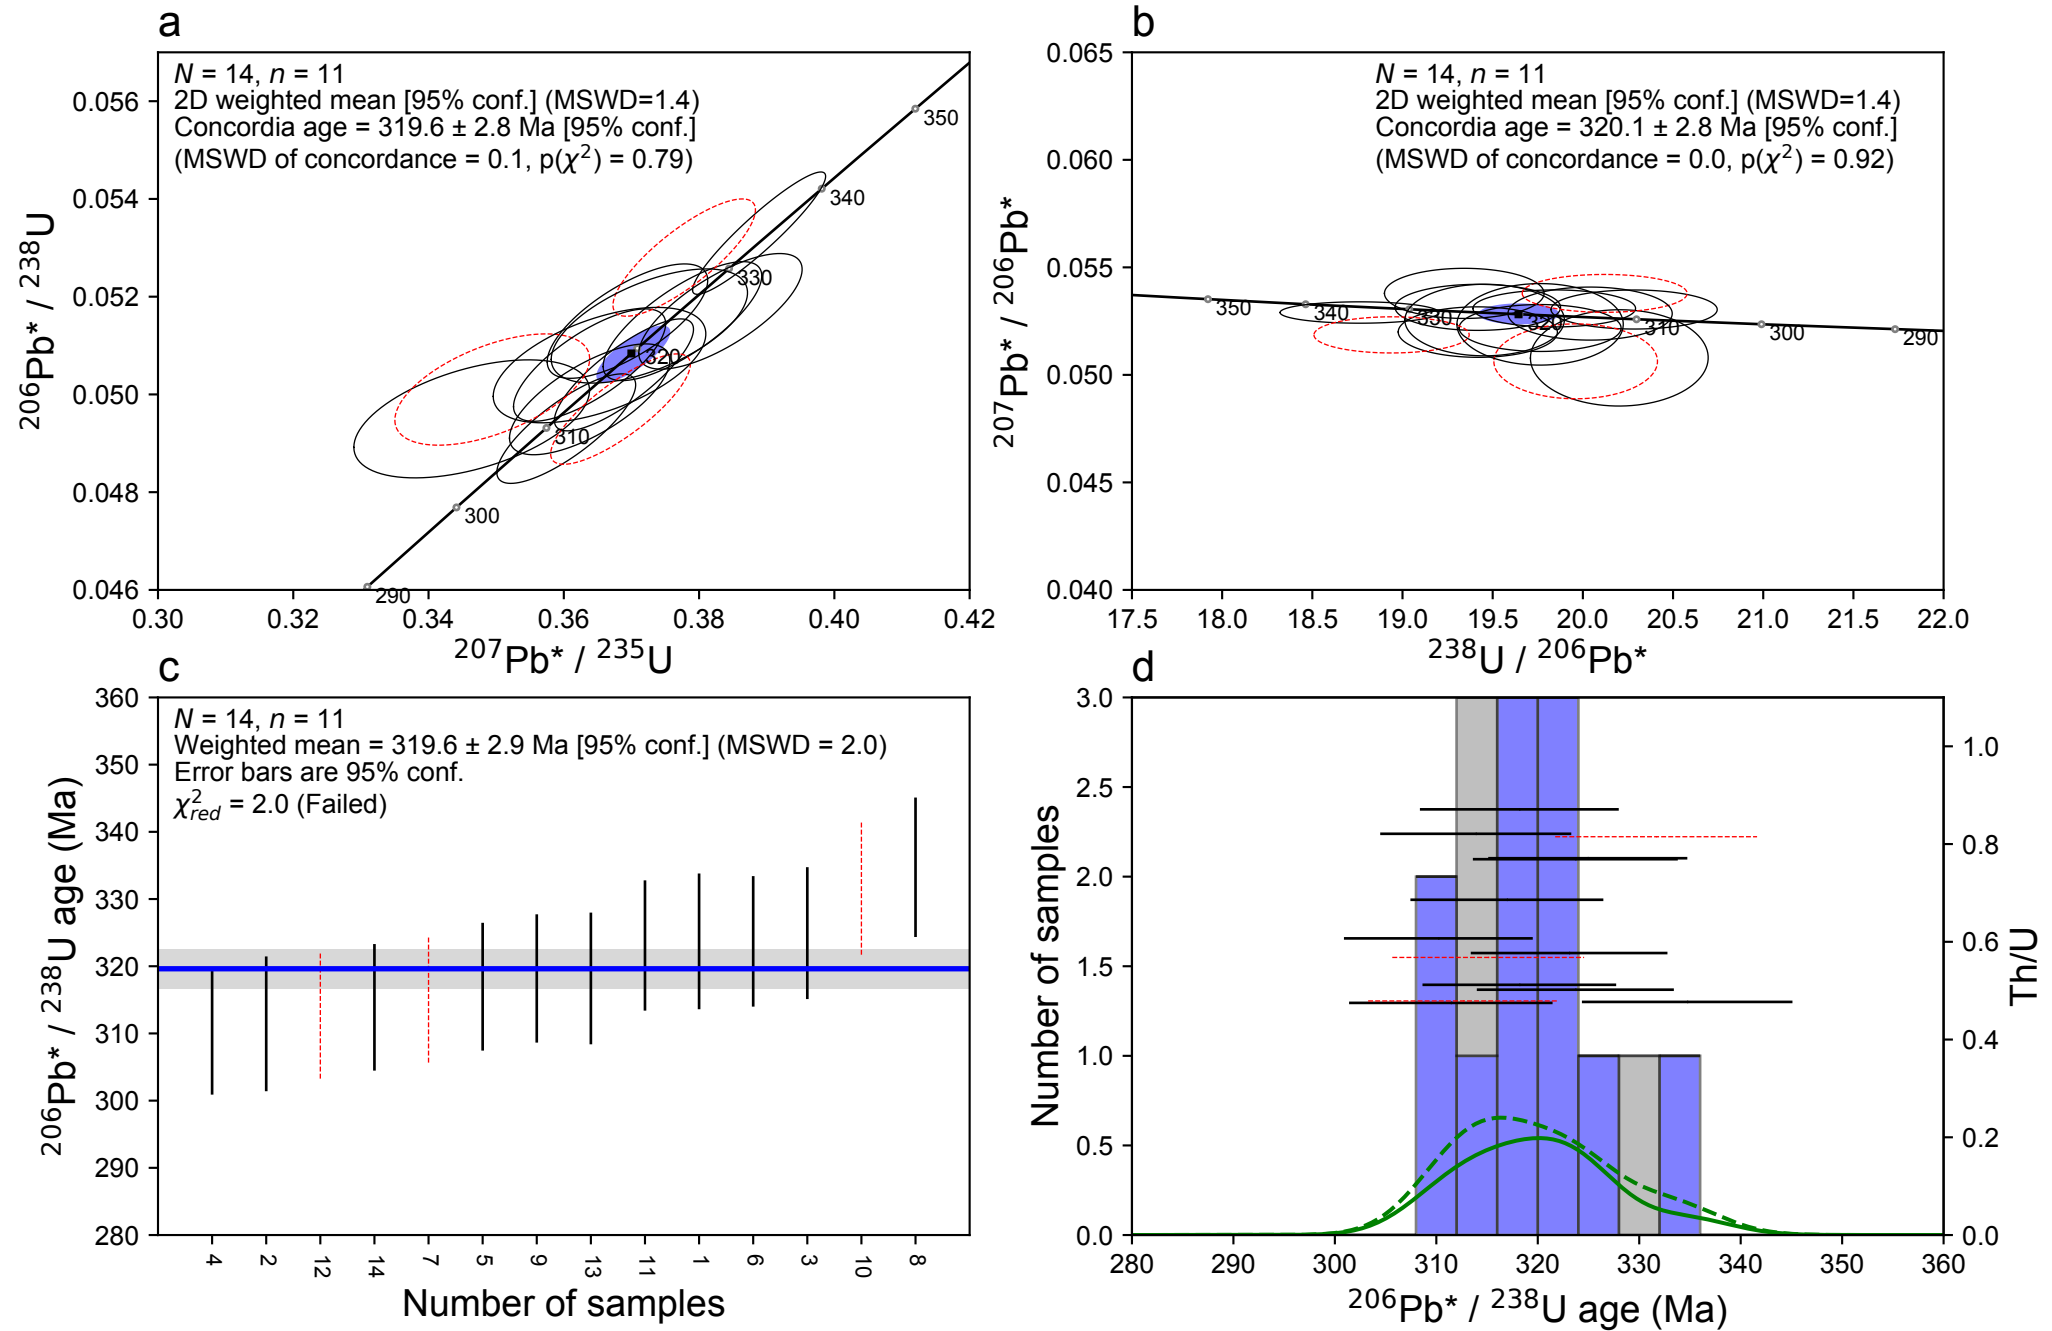 a
N = 14, n = 11
2D weighted mean [95% conf.] (MSWD=1.4)
Concordia age = 319.6 ± 2.8 Ma [95% conf.]
(MSWD of concordance = 0.1, p(χ²) = 0.79)
0.056
0.054
0.052
0.050
0.048
0.046
²⁰⁶Pb* / ²³⁸U
350
340
330
320
310
300
290
0.30 0.32 0.34 0.36 0.38 0.40 0.42
²⁰⁷Pb* / ²³⁵U
b
N = 14, n = 11
2D weighted mean [95% conf.] (MSWD=1.4)
Concordia age = 320.1 ± 2.8 Ma [95% conf.]
(MSWD of concordance = 0.0, p(χ²) = 0.92)
0.065
0.060
0.055
0.050
0.045
0.040
²⁰⁷Pb* / ²⁰⁶Pb*
350 340 330 320 310 300 290
17.5 18.0 18.5 19.0 19.5 20.0 20.5 21.0 21.5 22.0
²³⁸U / ²⁰⁶Pb*
c
N = 14, n = 11
Weighted mean = 319.6 ± 2.9 Ma [95% conf.] (MSWD = 2.0)
Error bars are 95% conf.
χ²red = 2.0 (Failed)
360
350
340
330
320
310
300
290
280
²⁰⁶Pb* / ²³⁸U age (Ma)
4 2 12 14 7 5 9 13 11 1 6 3 10 8
Number of samples
d
3.0
2.5
2.0
1.5
1.0
0.5
0.0
Number of samples
1.0
0.8
0.6
0.4
0.2
0.0
Th/U
280 290 300 310 320 330 340 350 360
²⁰⁶Pb* / ²³⁸U age (Ma)